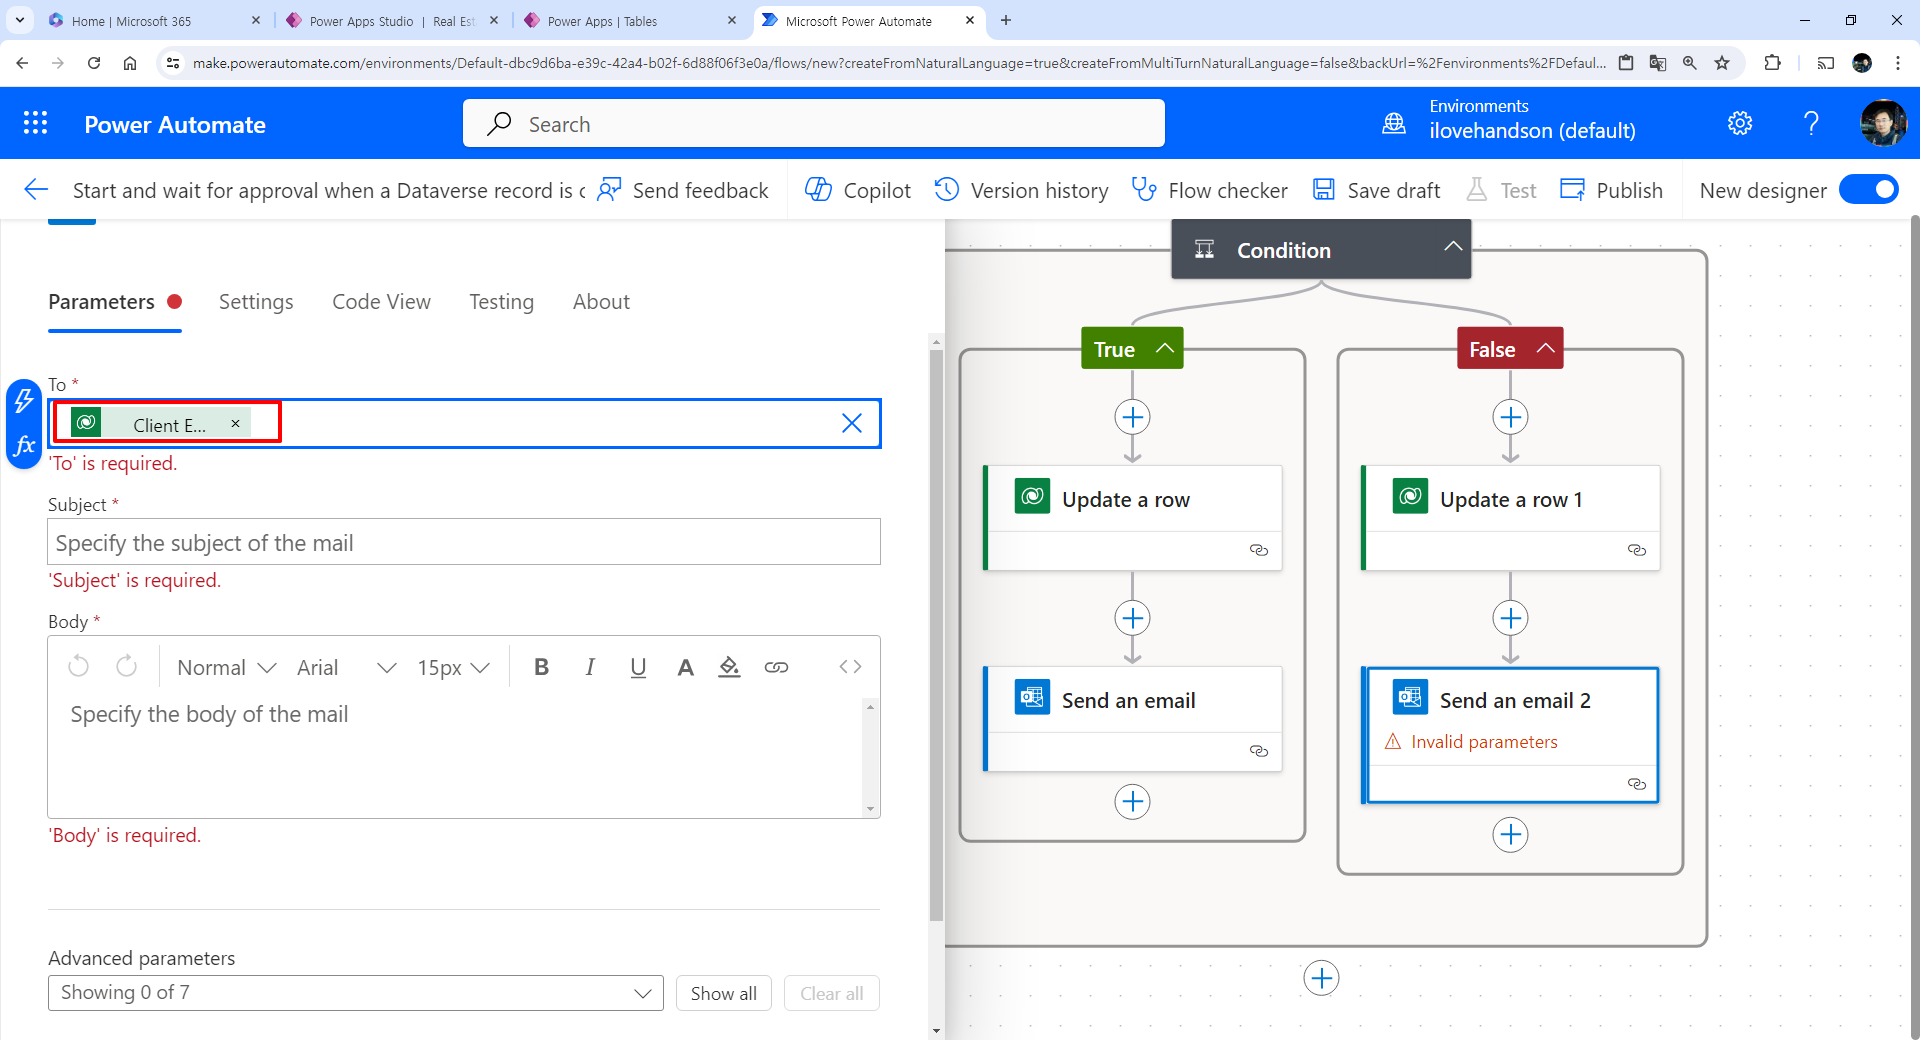 Home | Microsoft 365
Power Apps Studio | Real Est
Power Apps | Tables
Microsoft Power Automate
make.powerautomate.com/environments/Default-dbc9d6ba-e39c-42a4-b02f-6d88f06f3e0a/flows/new?createFromNaturalLanguage=true&createFromMultiTurnNaturalLanguage=false&backUrl=%2Fenvironments%2FDefaul...
Power Automate
Search
Environments
ilovehandson (default)
Start and wait for approval when a Dataverse record is c
Send feedback
Copilot
Version history
Flow checker
Save draft
Test
Publish
New designer
Parameters
Settings
Code View
Testing
About
To *
fx
Client E...
'To' is required.
Subject *
Specify the subject of the mail
'Subject' is required.
Body *
Normal
Arial
15px
B
I
U
A
Specify the body of the mail
'Body' is required.
Advanced parameters
Showing 0 of 7
Show all
Clear all
Condition
True
False
Update a row
Update a row 1
Send an email
Send an email 2
Invalid parameters